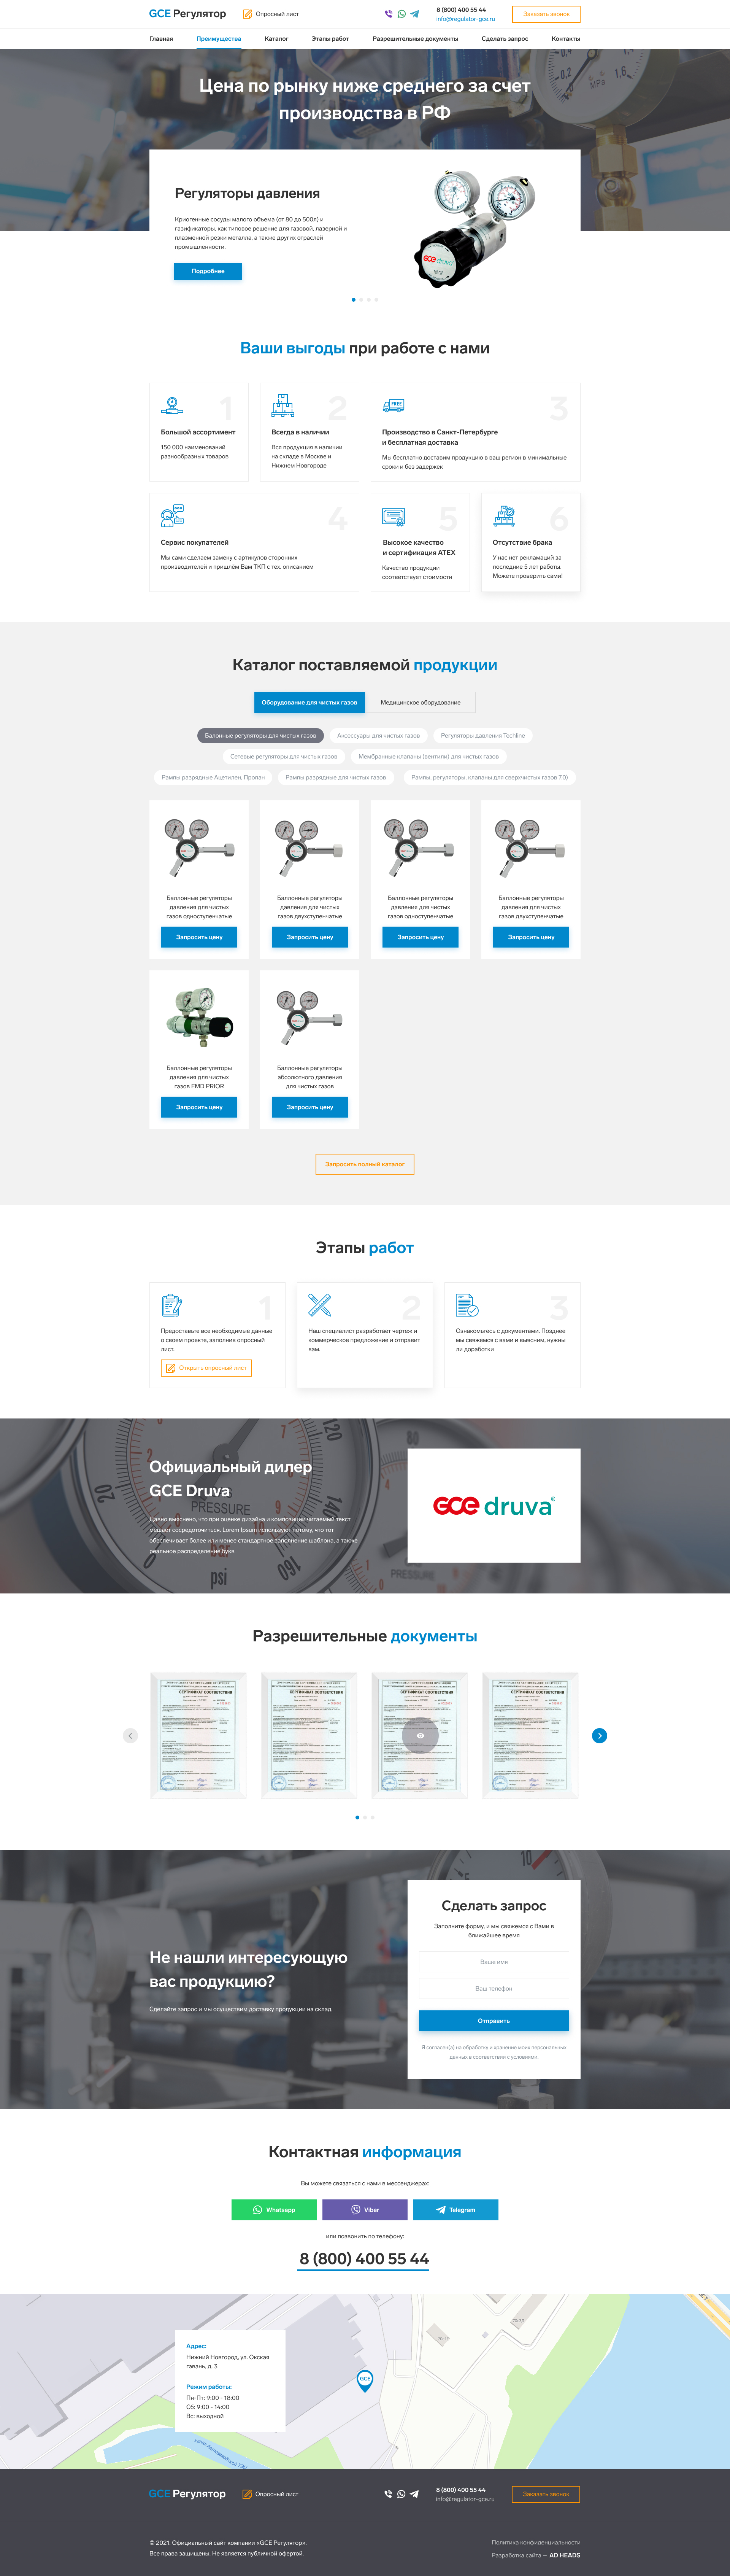 GCE Регулятор
Опросный лист
8 (800) 400 55 44
info@regulator-gce.ru
Заказать звонок
Главная
Преимущества
Каталог
Этапы работ
Разрешительные документы
Сделать запрос
Контакты
Цена по рынку ниже среднего за счет
производства в РФ
MPa
Регуляторы давления
Криогенные сосуды малого объема (от 80 до 500л) и
газификаторы, как типовое решение для газовой, лазерной и
плазменной резки металла, а также других отраслей
промышленности.
Подробнее
GCE druva
Ваши выгоды при работе с нами
1
Большой ассортимент
150 000 наименований
разнообразных товаров
2
Всегда в наличии
Вся продукция в наличии
на складе в Москве и
Нижнем Новгороде
FREE
3
Производство в Санкт-Петербурге
и бесплатная доставка
Мы бесплатно доставим продукцию в ваш регион в минимальные
сроки и без задержек
4
Сервис покупателей
Мы сами сделаем замену с артикулов сторонних
производителей и пришлём Вам ТКП с тех. описанием
5
Высокое качество
и сертификация ATEX
Качество продукции
соответствует стоимости
6
Отсутствие брака
У нас нет рекламаций за
последние 5 лет работы.
Можете проверить сами!
Каталог поставляемой продукции
Оборудование для чистых газов
Медицинское оборудование
Балонные регуляторы для чистых газов
Аксессуары для чистых газов
Регуляторы давления Techline
Сетевые регуляторы для чистых газов
Мембранные клапаны (вентили) для чистых газов
Рампы разрядные Ацетилен, Пропан
Рампы разрядные для чистых газов
Рампы, регуляторы, клапаны для сверхчистых газов 7.0)
Баллонные регуляторы
давления для чистых
газов одноступенчатые
Запросить цену
Баллонные регуляторы
давления для чистых
газов двухступенчатые
Запросить цену
Баллонные регуляторы
давления для чистых
газов одноступенчатые
Запросить цену
Баллонные регуляторы
давления для чистых
газов двухступенчатые
Запросить цену
Баллонные регуляторы
давления для чистых
газов FMD PRIOR
Запросить цену
Баллонные регуляторы
абсолютного давления
для чистых газов
Запросить цену
Запросить полный каталог
Этапы работ
1
Предоставьте все необходимые данные
о своем проекте, заполнив опросный
лист.
Открыть опросный лист
2
Наш специалист разработает чертеж и
коммерческое предложение и отправит
вам.
3
Ознакомьтесь с документами. Позднее
мы свяжемся с вами и выясним, нужны
ли доработки
Официальный дилер
GCE Druva
Давно выяснено, что при оценке дизайна и композиции читаемый текст
мешает сосредоточиться. Lorem Ipsum используют потому, что тот
обеспечивает более или менее стандартное заполнение шаблона, а также
реальное распределение букв
PRESSURE
psi
PRESSURE
psi
GCE druva®
Разрешительные документы
СЕРТИФИКАТ СООТВЕТСТВИЯ
СЕРТИФИКАТ СООТВЕТСТВИЯ
СЕРТИФИКАТ СООТВЕТСТВИЯ
СЕРТИФИКАТ СООТВЕТСТВИЯ
Не нашли интересующую
вас продукцию?
Сделайте запрос и мы осуществим доставку продукции на склад.
Сделать запрос
Заполните форму, и мы свяжемся с Вами в
ближайшее время
Ваше имя
Ваш телефон
Отправить
Я согласен(а) на обработку и хранение моих персональных
данных в соответствии с условиями.
Контактная информация
Вы можете связаться с нами в мессенджерах:
Whatsapp
Viber
Telegram
или позвонить по телефону:
8 (800) 400 55 44
Адрес:
Нижний Новгород, ул. Окская
гавань, д. 3
Режим работы:
Пн-Пт: 9:00 - 18:00
Сб: 9:00 - 14:00
Вс: выходной
GCE
GCE Регулятор
Опросный лист
8 (800) 400 55 44
info@regulator-gce.ru
Заказать звонок
© 2021. Официальный сайт компании «GCE Регулятор».
Все права защищены. Не является публичной офертой.
Политика конфиденциальности
Разработка сайта — AD HEADS